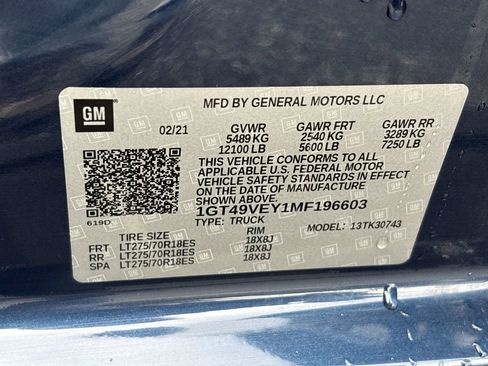 GM
MFD BY GENERAL MOTORS LLC
02/21 GVWR GAWR FRT GAWR RR
5489 KG 2540 KG 3289 KG
12100 LB 5600 LB 7250 LB
THIS VEHICLE CONFORMS TO ALL
APPLICABLE U.S. FEDERAL MOTOR
VEHICLE SAFETY STANDARDS IN EFFECT
ON THE DATE OF MANUFACTURE SHOWN ABOVE.
619D 1GT49VEY1MF196603
TYPE: TRUCK MODEL: 13TK30743
TIRE SIZE RIM
FRT LT275/70R18ES 18X8J
RR LT275/70R18ES 18X8J
SPA LT275/70R18ES 18X8J